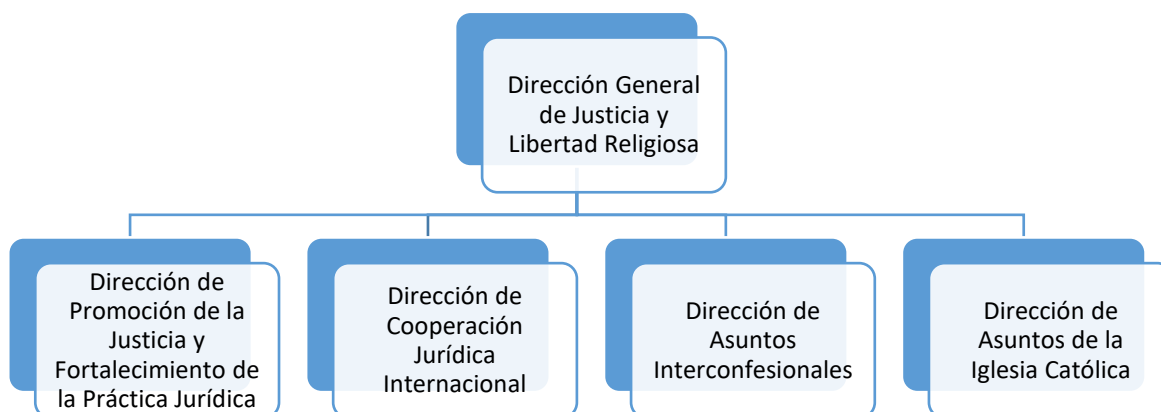 Dirección General
de Justicia y
Libertad Religiosa
Dirección de
Promoción de la
Justicia y
Fortalecimiento de
la Práctica Jurídica
Dirección de
Cooperación
Jurídica
Internacional
Dirección de
Asuntos
Interconfesionales
Dirección de
Asuntos de la
Iglesia Católica